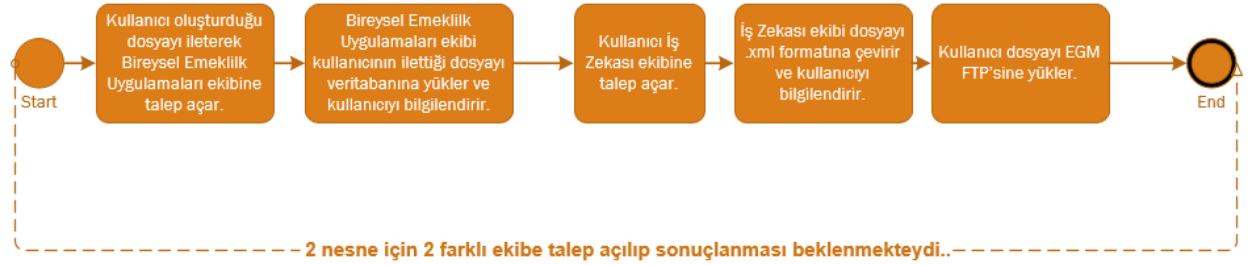 Start
Kullanıcı oluşturduğu
dosyayı ileterek
Bireysel Emeklilk
Uygulamaları ekibine
talep açar.
Bireysel Emeklilk
Uygulamaları ekibi
kullanıcının ilettiği dosyayı
veritabanına yükler ve
kullanıcıyı bilgilendirir.
Kullanıcı İş
Zekası ekibine
talep açar.
İş Zekası ekibi dosyayı
.xml formatına çevirir
ve kullanıcıyı
bilgilendirir.
Kullanıcı dosyayı EGM
FTP'sine yükler.
End
2 nesne için 2 farklı ekibe talep açılıp sonuçlanması beklenmekteydi..